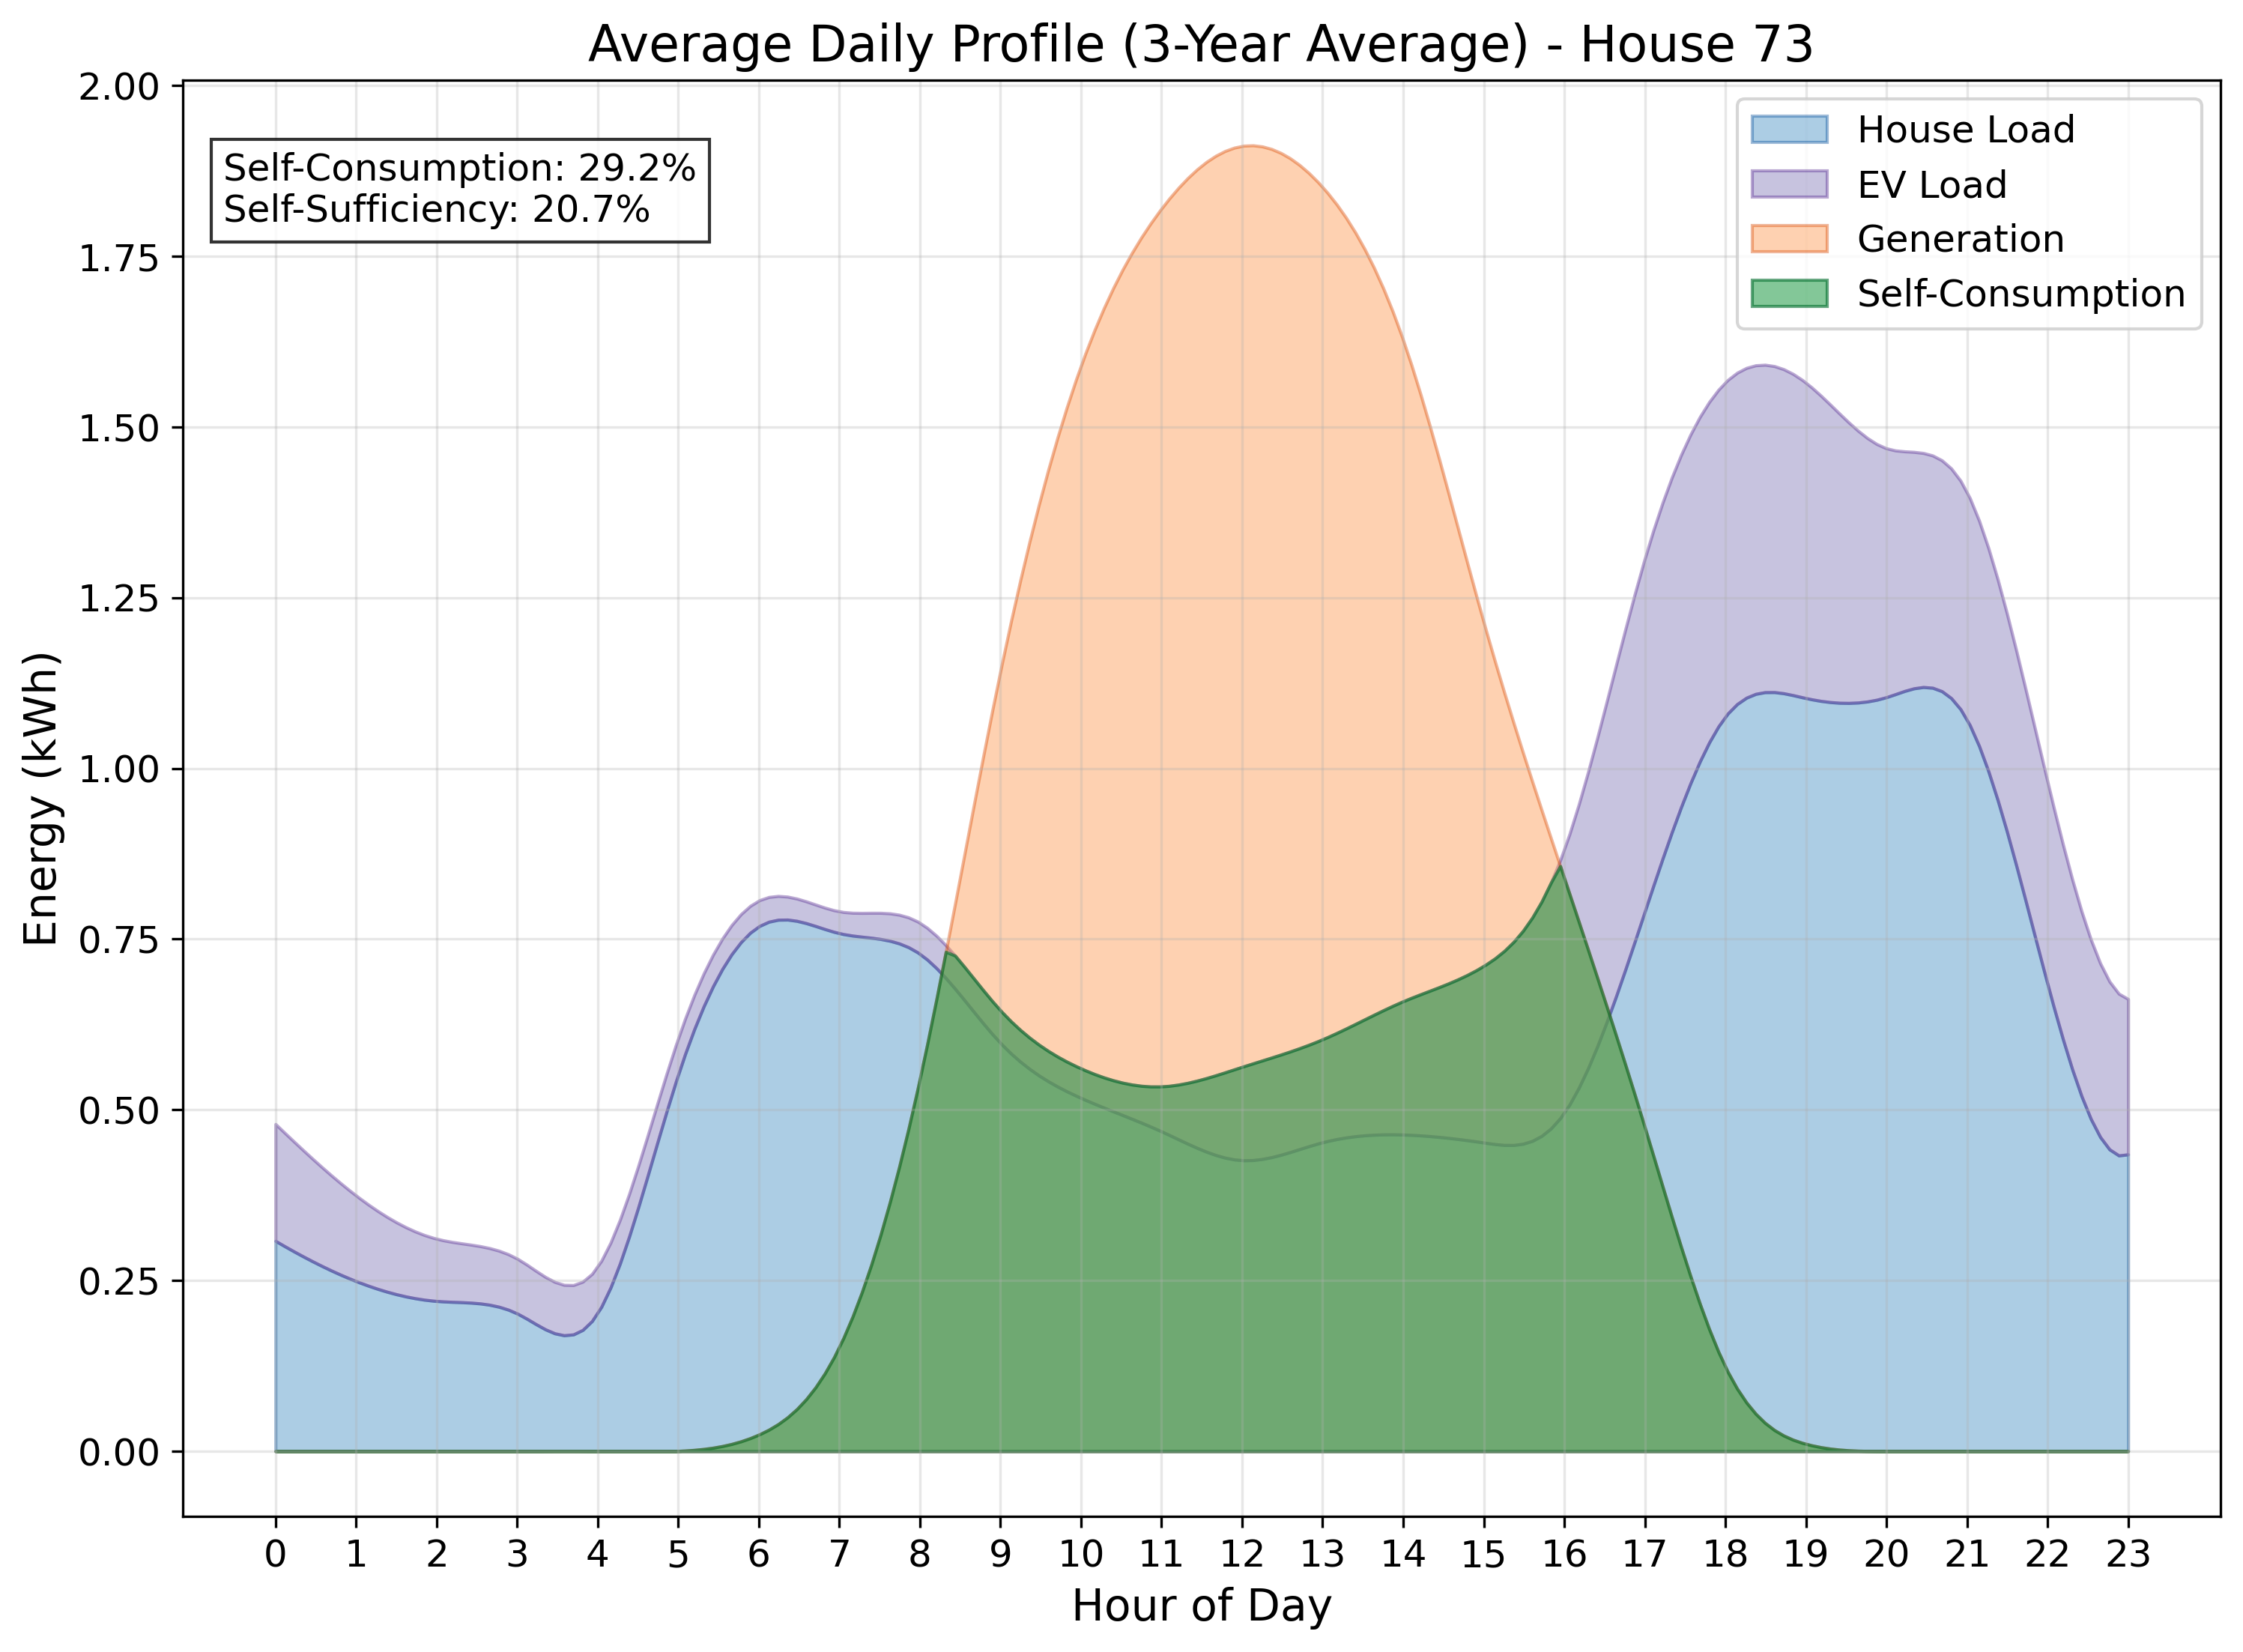 Average Daily Profile (3-Year Average) - House 73
Self-Consumption: 29.2%
Self-Sufficiency: 20.7%
House Load
EV Load
Generation
Self-Consumption
Energy (kWh)
2.00
1.75
1.50
1.25
1.00
0.75
0.50
0.25
0.00
0 1 2 3 4 5 6 7 8 9 10 11 12 13 14 15 16 17 18 19 20 21 22 23
Hour of Day